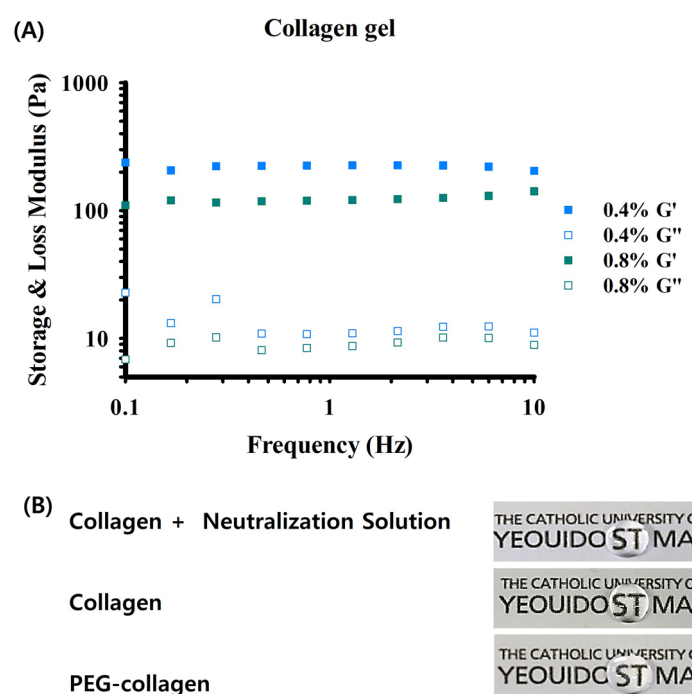 (A)
Collagen gel
Storage & Loss Modulus (Pa)
1000
100
10
0.1
1
10
Frequency (Hz)
0.4% G'
0.4% G"
0.8% G'
0.8% G"
(B)
Collagen + Neutralization Solution
THE CATHOLIC UNIVERSITY O
YEOUIDO ST MA
Collagen
THE CATHOLIC UNIVERSITY O
YEOUIDO ST MA
PEG-collagen
THE CATHOLIC UNIVERSITY O
YEOUIDO ST MA